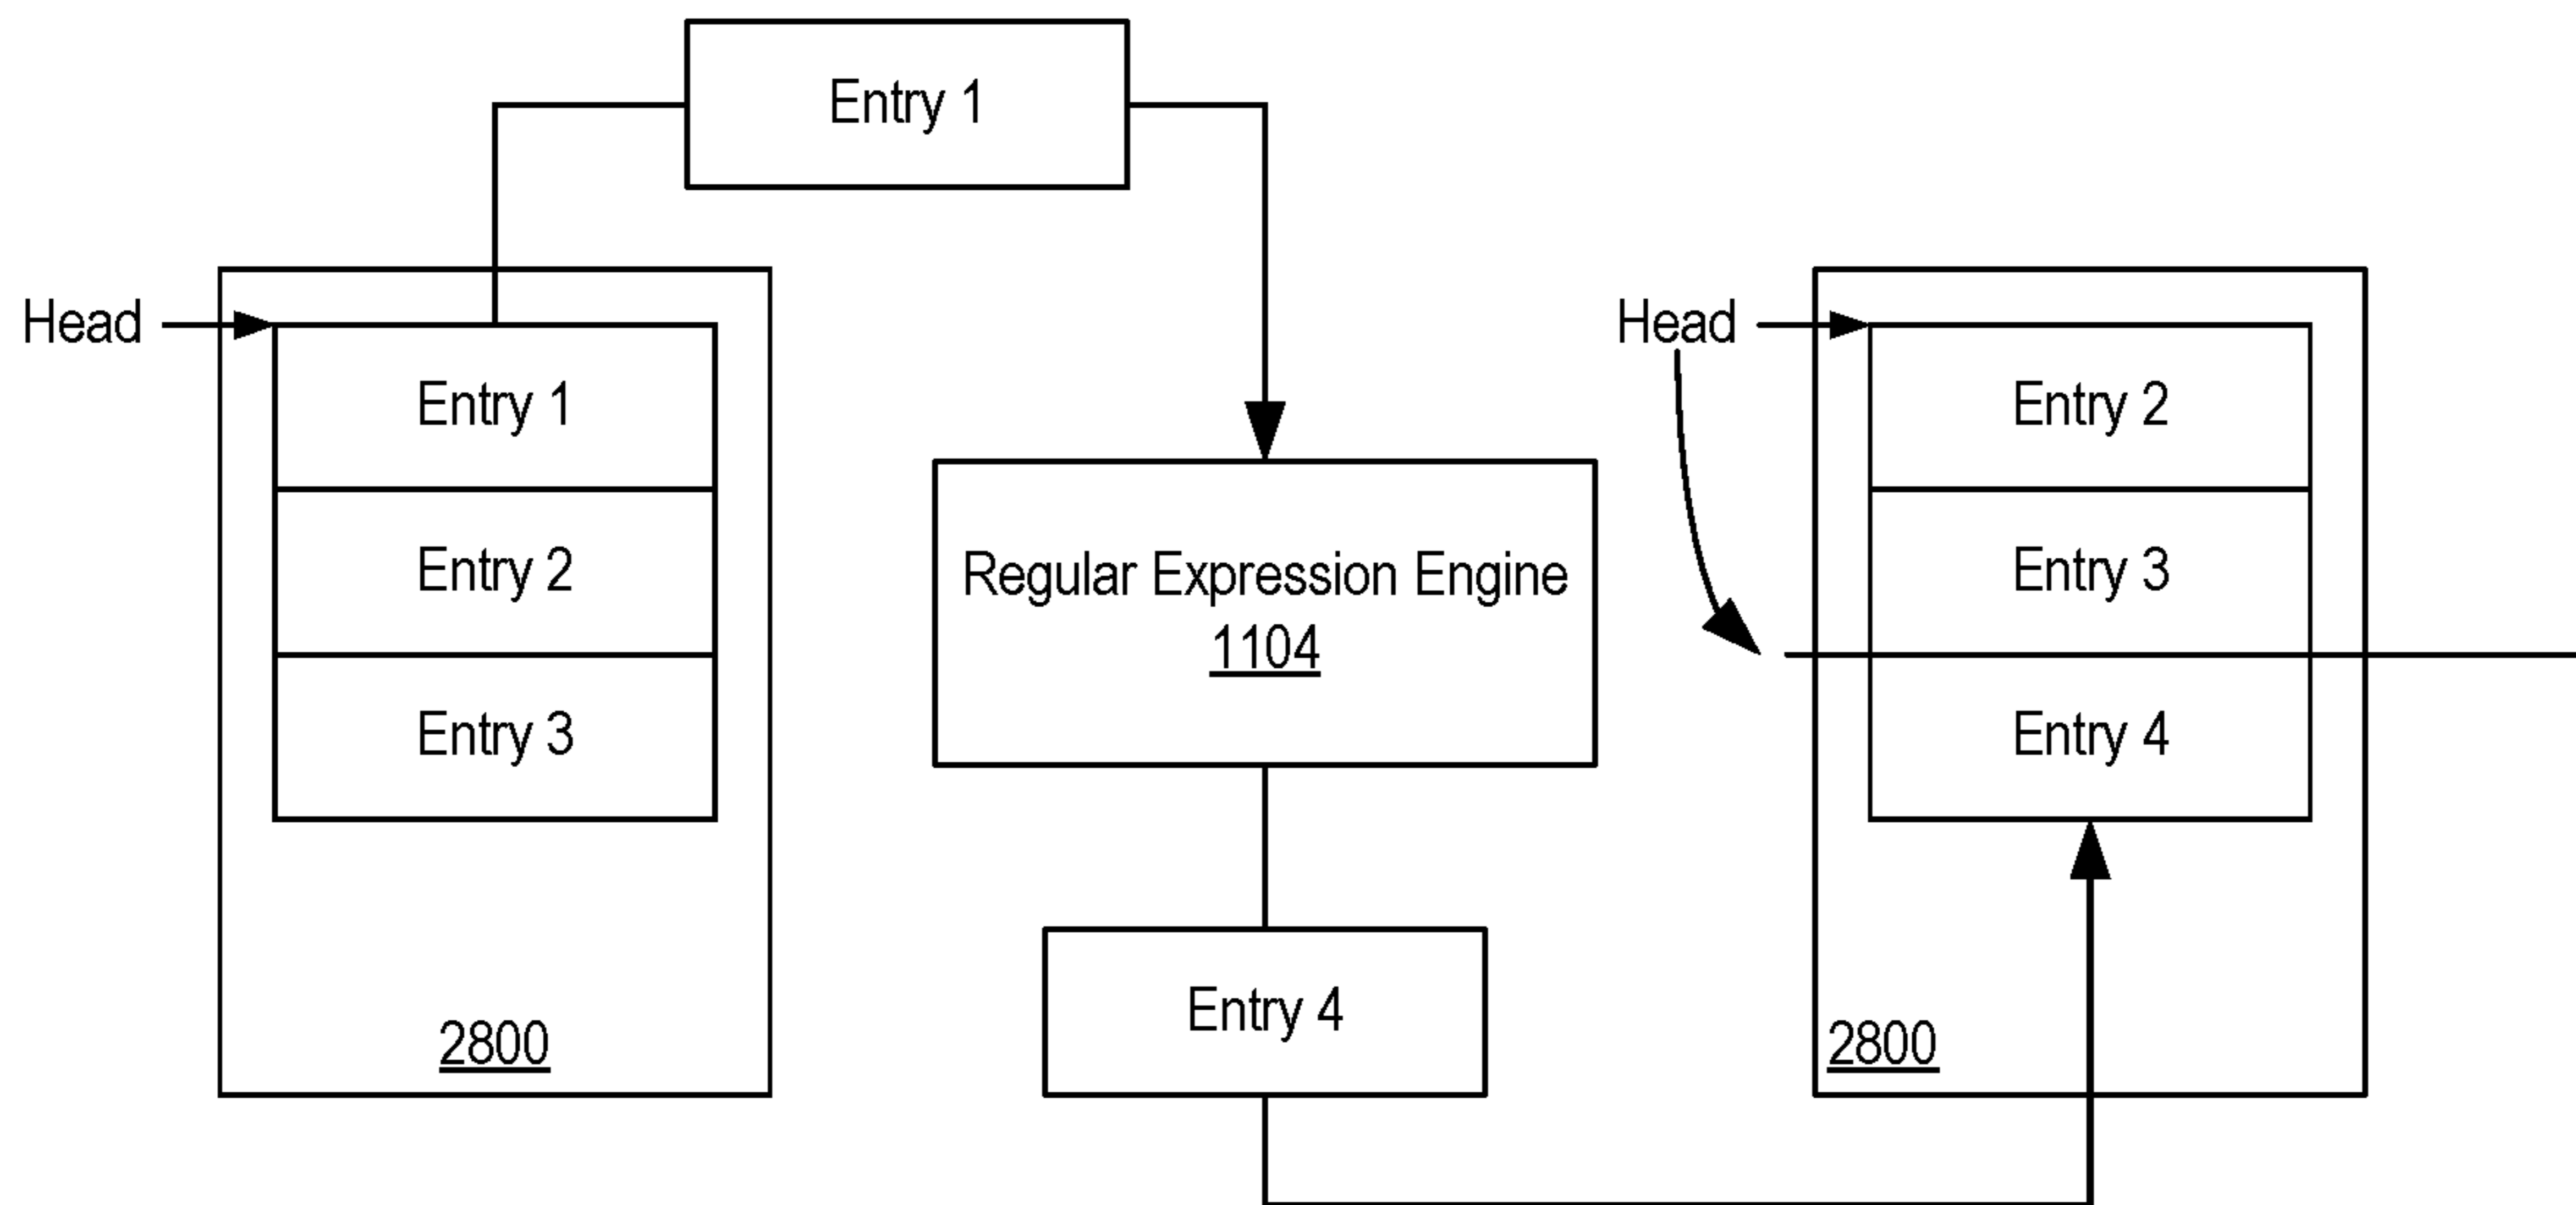 Entry 1
Head
Entry 1
Entry 2
Entry 3
2800
Regular Expression Engine
1104
Entry 4
Head
Entry 2
Entry 3
Entry 4
2800